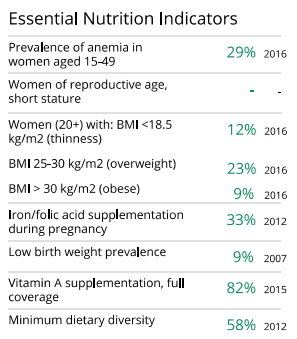 Essential Nutrition Indicators
Prevalence of anemia in
women aged 15-49 29% 2016
Women of reproductive age,
short stature - -
Women (20+) with: BMI <18.5
kg/m2 (thinness) 12% 2016
BMI 25-30 kg/m2 (overweight) 23% 2016
BMI > 30 kg/m2 (obese) 9% 2016
Iron/folic acid supplementation
during pregnancy 33% 2012
Low birth weight prevalence 9% 2007
Vitamin A supplementation, full
coverage 82% 2015
Minimum dietary diversity 58% 2012